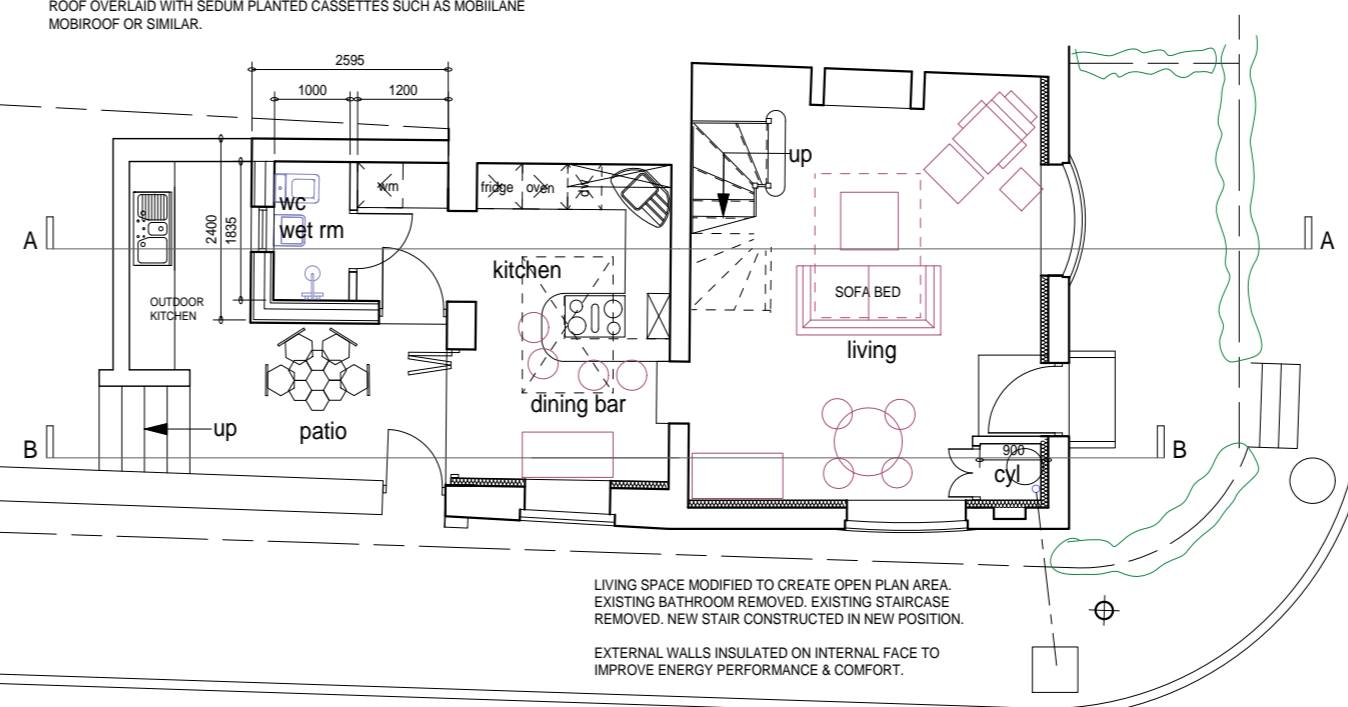 ROOF OVERLAID WITH SEDUM PLANTED CASSETTES SUCH AS MOBIILANE
MOBIROOF OR SIMILAR.
2595
1000
1200
2400
1835
wc
wet rm
wm
fridge
oven
dw
up
A
A
kitchen
OUTDOOR
KITCHEN
SOFA BED
living
dining bar
patio
up
B
B
900
cyl
LIVING SPACE MODIFIED TO CREATE OPEN PLAN AREA.
EXISTING BATHROOM REMOVED. EXISTING STAIRCASE
REMOVED. NEW STAIR CONSTRUCTED IN NEW POSITION.
EXTERNAL WALLS INSULATED ON INTERNAL FACE TO
IMPROVE ENERGY PERFORMANCE & COMFORT.